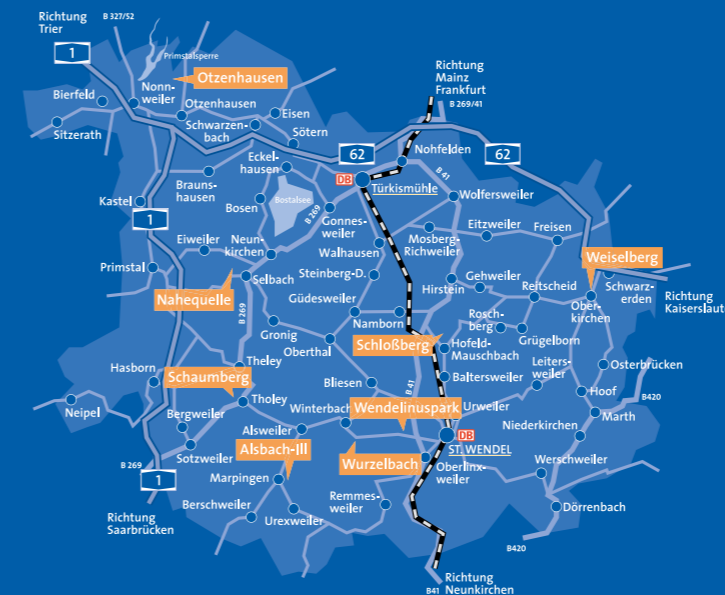 Richtung
Trier
B 327/52
1
Primstalsperre
Otzenhausen
Richtung
Mainz
Frankfurt
B 269/41
Bierfeld
Nonn-
weiler
Otzenhausen
Eisen
Sitzerath
Schwarzen-
bach
Sötern
62
Nohfelden
62
Eckel-
hausen
DB
Türkismühle
B 41
Brauns-
hausen
Kastel
Bosen
Bostalsee
B 269
Gonnes-
weiler
Wolfersweiler
1
Eiweiler
Neun-
kirchen
Walhausen
Mosberg-
Richweiler
Eitzweiler
Freisen
Weiselberg
Primstal
Selbach
Steinberg-D.
Hirstein
Gehweiler
Reitscheid
Ober-
kirchen
Schwarz-
erden
Richtung
Kaiserslaut
Nahequelle
B 269
Güdesweiler
Namborn
Rosch-
berg
Grügelborn
Gronig
Oberthal
Schloßberg
Hofeld-
Mauschbach
Hasborn
Theley
Leiters-
weiler
Osterbrücken
Schaumberg
Bliesen
B 41
Baltersweiler
Hoof
B420
Neipel
Tholey
Winterbach
Wendelinuspark
Urweiler
Marth
Bergweiler
Alsweiler
Niederkirchen
DB
ST. WENDEL
Sotzweiler
Alsbach-Ill
Wurzelbach
Oberlinx-
weiler
Werschweiler
B 269
1
Marpingen
Remmes-
weiler
Dörrenbach
Richtung
Saarbrücken
Berschweiler
Urexweiler
B420
B41
Richtung
Neunkirchen